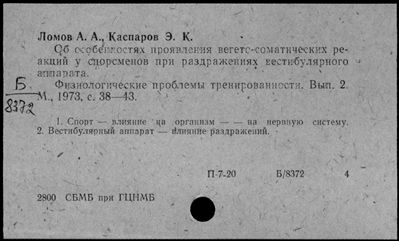 Ломов А. А., Каспаров Э. К.
Об особенностях проявления вегето-соматических ре-
акций у спорсменов при раздражениях вестибулярного
аппарата.
Физиологические проблемы тренированности. Вып. 2.
М., 1973, с. 38—43.
Б
8372
1. Спорт — влияние на организм — — на нервную систему.
2. Вестибулярный аппарат — влияние раздражений.
П-7-20 Б/8372 4
2800 СБМБ при ГЦНМБ